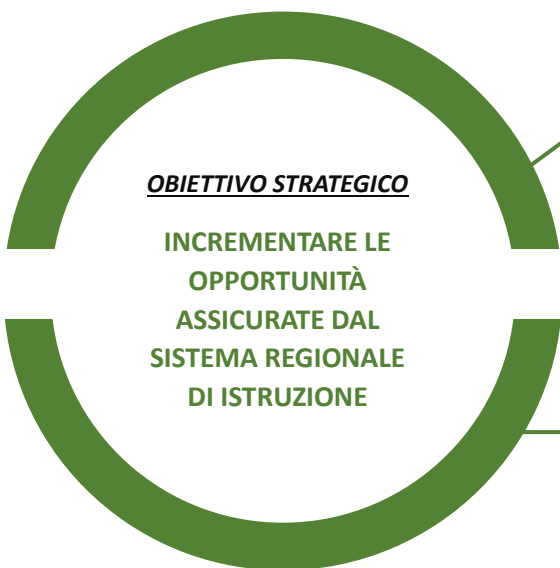 OBIETTIVO STRATEGICO
INCREMENTARE LE
OPPORTUNITÀ
ASSICURATE DAL
SISTEMA REGIONALE
DI ISTRUZIONE